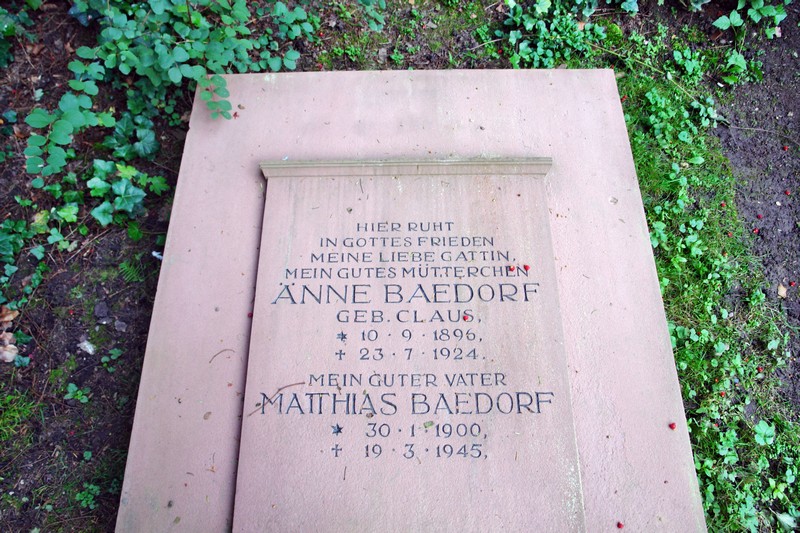 HIER RUHT
IN GOTTES FRIEDEN
MEINE LIEBE GATTIN,
MEIN GUTES MÜTTERCHEN
ÄNNE BAEDORF
GEB. CLAUS,
* 10 · 9 · 1896,
+ 23 · 7 · 1924.
MEIN GUTER VATER
MATTHIAS BAEDORF
* 30 · 1 · 1900,
+ 19 · 3 · 1945,